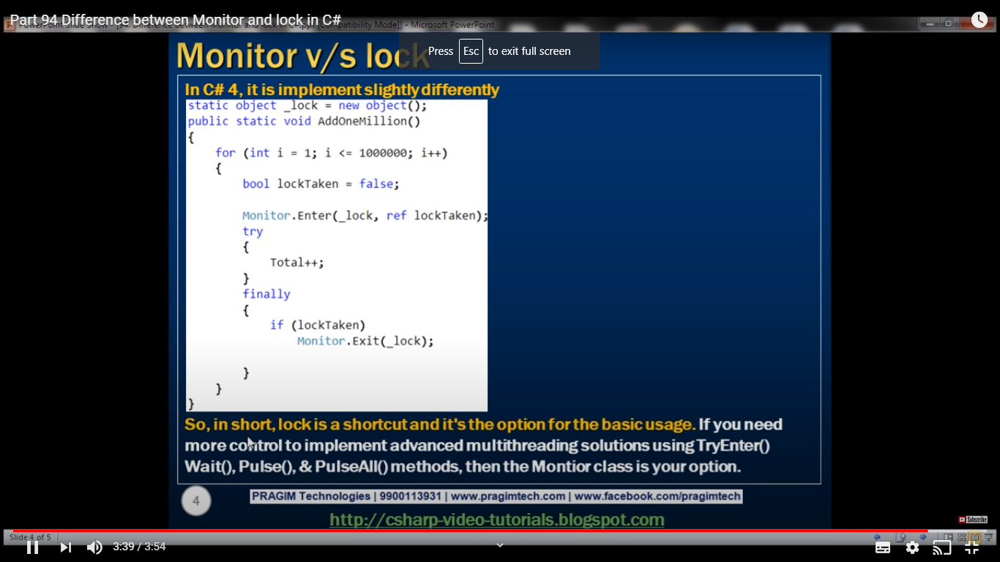 Part 94 Difference between Monitor and lock in C#
Microsoft PowerPoint
Press Esc to exit full screen
Monitor v/s lock
In C# 4, it is implement slightly differently
static object _lock = new object();
public static void AddOneMillion()
{
for (int i = 1; i <= 1000000; i++)
{
bool lockTaken = false;
Monitor.Enter(_lock, ref lockTaken);
try
{
Total++;
}
finally
{
if (lockTaken)
Monitor.Exit(_lock);
}
}
}
So, in short, lock is a shortcut and it's the option for the basic usage. If you need
more control to implement advanced multithreading solutions using TryEnter()
Wait(), Pulse(), & PulseAll() methods, then the Montior class is your option.
4
PRAGIM Technologies | 9900113931 | www.pragimtech.com | www.facebook.com/pragimtech
http://csharp-video-tutorials.blogspot.com
Subscribe
Slide 4 of 5
3:39 / 3:54